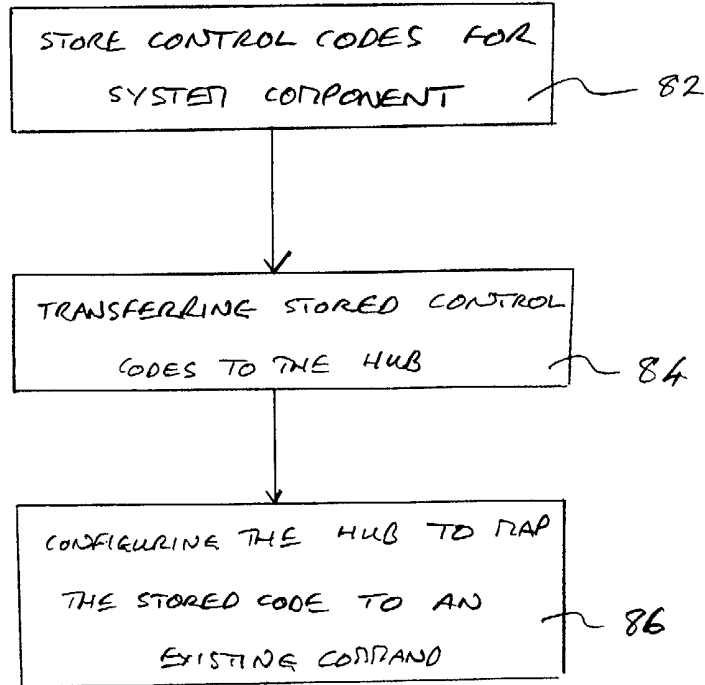 STORE CONTROL CODES FOR
SYSTEM COMPONENT
82
TRANSFERRING STORED CONTROL
CODES TO THE HUB
84
CONFIGURING THE HUB TO MAP
THE STORED CODE TO AN
EXISTING COMMAND
86